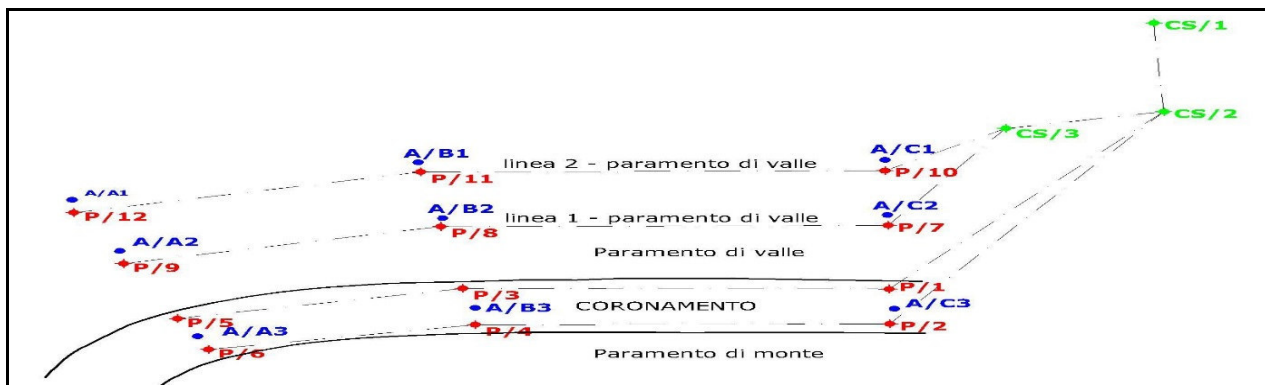 CS/1
CS/2
CS/3
A/B1
linea 2 - paramento di valle
A/C1
P/11
P/10
A/A1
P/12
A/B2
linea 1 - paramento di valle
A/C2
P/8
P/7
A/A2
P/9
Paramento di valle
P/3
P/1
A/B3
CORONAMENTO
A/C3
P/5
P/4
P/2
A/A3
P/6
Paramento di monte